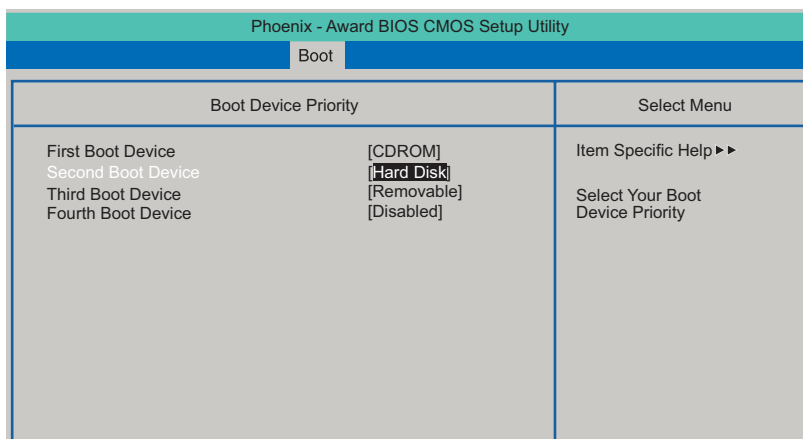 Phoenix - Award BIOS CMOS Setup Utility
Boot
Boot Device Priority
Select Menu
First Boot Device [CDROM]
Second Boot Device [Hard Disk]
Third Boot Device [Removable]
Fourth Boot Device [Disabled]
Item Specific Help►►
Select Your Boot
Device Priority